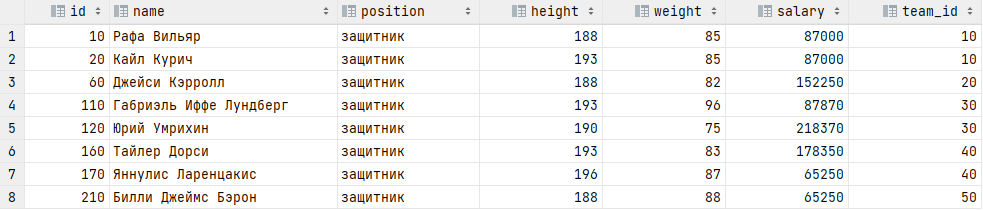 id name position height weight salary team_id
1 10 Рафа Вильяр защитник 188 85 87000 10
2 20 Кайл Курич защитник 193 85 87000 10
3 60 Джейси Кэрролл защитник 188 82 152250 20
4 110 Габриэль Иффе Лундберг защитник 193 96 87870 30
5 120 Юрий Умрихин защитник 190 75 218370 30
6 160 Тайлер Дорси защитник 193 83 178350 40
7 170 Яннулис Ларенцакис защитник 196 87 65250 40
8 210 Билли Джеймс Бэрон защитник 188 88 65250 50